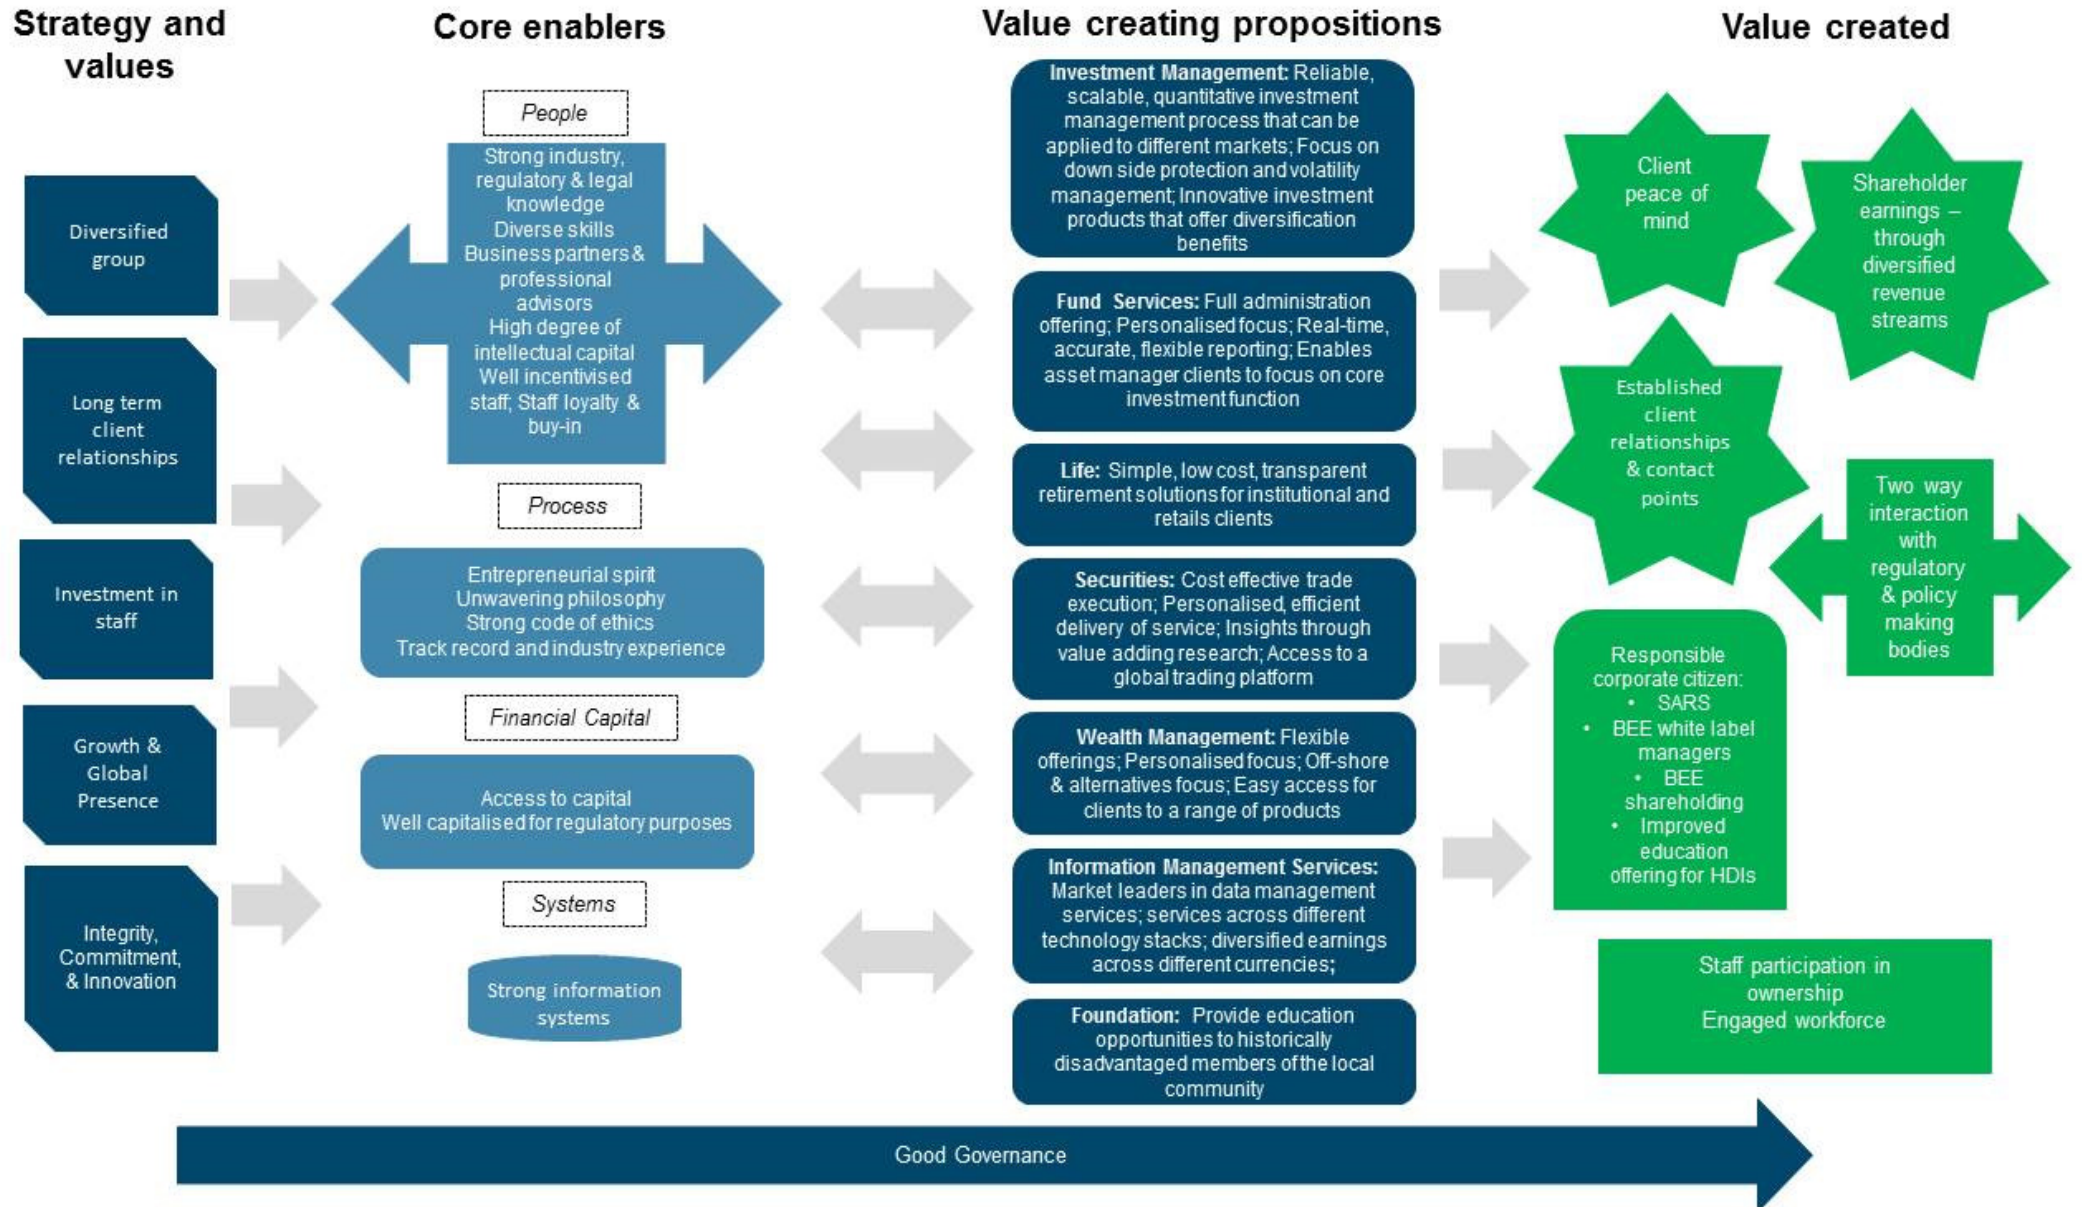 Strategy and
values
Core enablers
Value creating propositions
Value created
Diversified
group
Long term
client
relationships
Investment in
staff
Growth &
Global
Presence
Integrity,
Commitment,
& Innovation
People
Strong industry,
regulatory & legal
knowledge
Diverse skills
Business partners &
professional
advisors
High degree of
intellectual capital
Well incentivised
staff; Staff loyalty &
buy-in
Process
Entrepreneurial spirit
Unwavering philosophy
Strong code of ethics
Track record and industry experience
Financial Capital
Access to capital
Well capitalised for regulatory purposes
Systems
Strong information
systems
Investment Management: Reliable,
scalable, quantitative investment
management process that can be
applied to different markets; Focus on
down side protection and volatility
management; Innovative investment
products that offer diversification
benefits
Fund Services: Full administration
offering; Personalised focus; Real-time,
accurate, flexible reporting; Enables
asset manager clients to focus on core
investment function
Life: Simple, low cost, transparent
retirement solutions for institutional and
retails clients
Securities: Cost effective trade
execution; Personalised, efficient
delivery of service; Insights through
value adding research; Access to a
global trading platform
Wealth Management: Flexible
offerings; Personalised focus; Off-shore
& alternatives focus; Easy access for
clients to a range of products
Information Management Services:
Market leaders in data management
services; services across different
technology stacks; diversified earnings
across different currencies;
Foundation: Provide education
opportunities to historically
disadvantaged members of the local
community
Client
peace of
mind
Shareholder
earnings –
through
diversified
revenue
streams
Established
client
relationships
& contact
points
Two way
interaction
with
regulatory
& policy
making
bodies
Responsible
corporate citizen:
• SARS
• BEE white label
managers
• BEE
shareholding
• Improved
education
offering for HDIs
Staff participation in
ownership
Engaged workforce
Good Governance